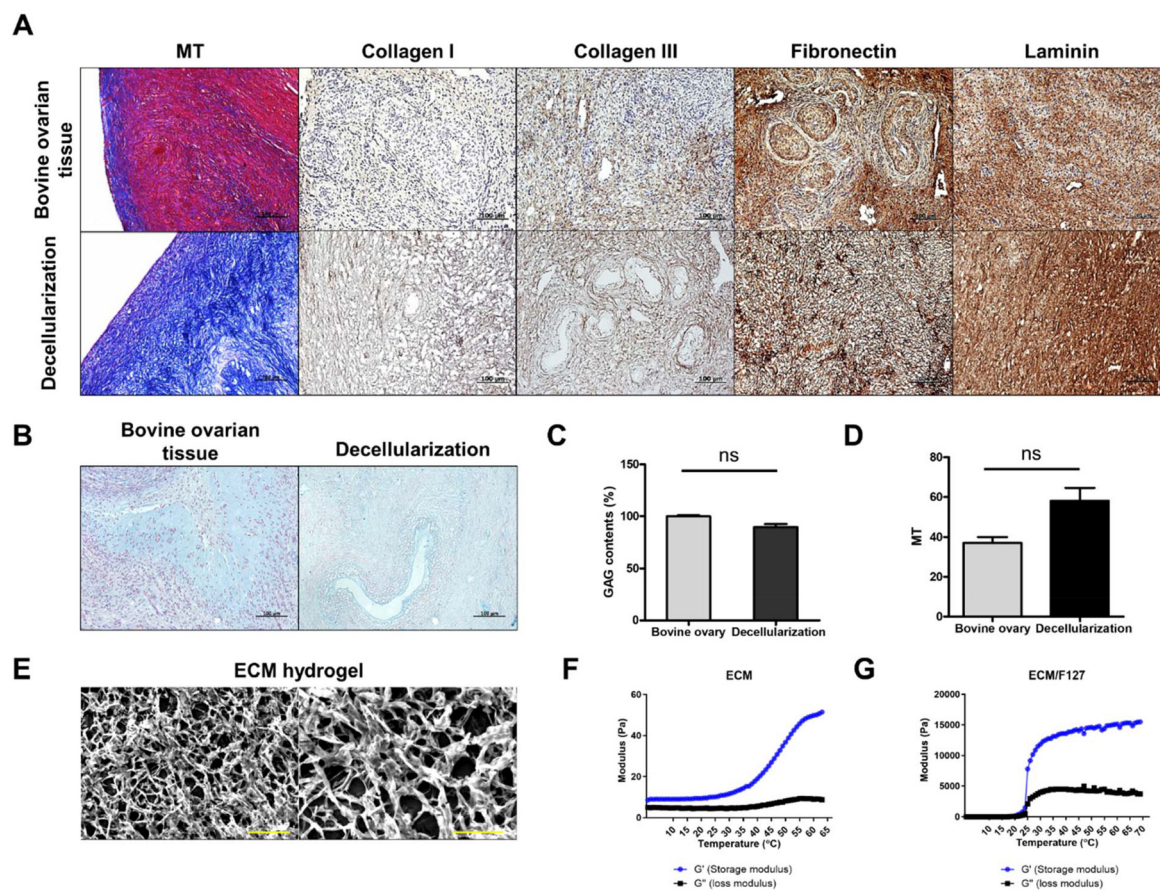 A
MT
Collagen I
Collagen III
Fibronectin
Laminin
Bovine ovarian
tissue
Decellularization
100 μm
100 μm
100 μm
100 μm
B
Bovine ovarian
tissue
Decellularization
100 μm
100 μm
C
ns
GAG contents (%)
150
100
50
0
Bovine ovary
Decellularization
D
ns
MT
80
60
40
20
0
Bovine ovary
Decellularization
E
ECM hydrogel
F
ECM
Modulus (Pa)
60
40
20
0
10 15 20 25 30 35 40 45 50 55 60 65
Temperature (°C)
G' (Storage modulus)
G'' (loss modulus)
G
ECM/F127
Modulus (Pa)
20000
15000
10000
5000
0
10 15 20 25 30 35 40 45 50 55 60 65 70
Temperature (°C)
G' (Storage modulus)
G'' (loss modulus)